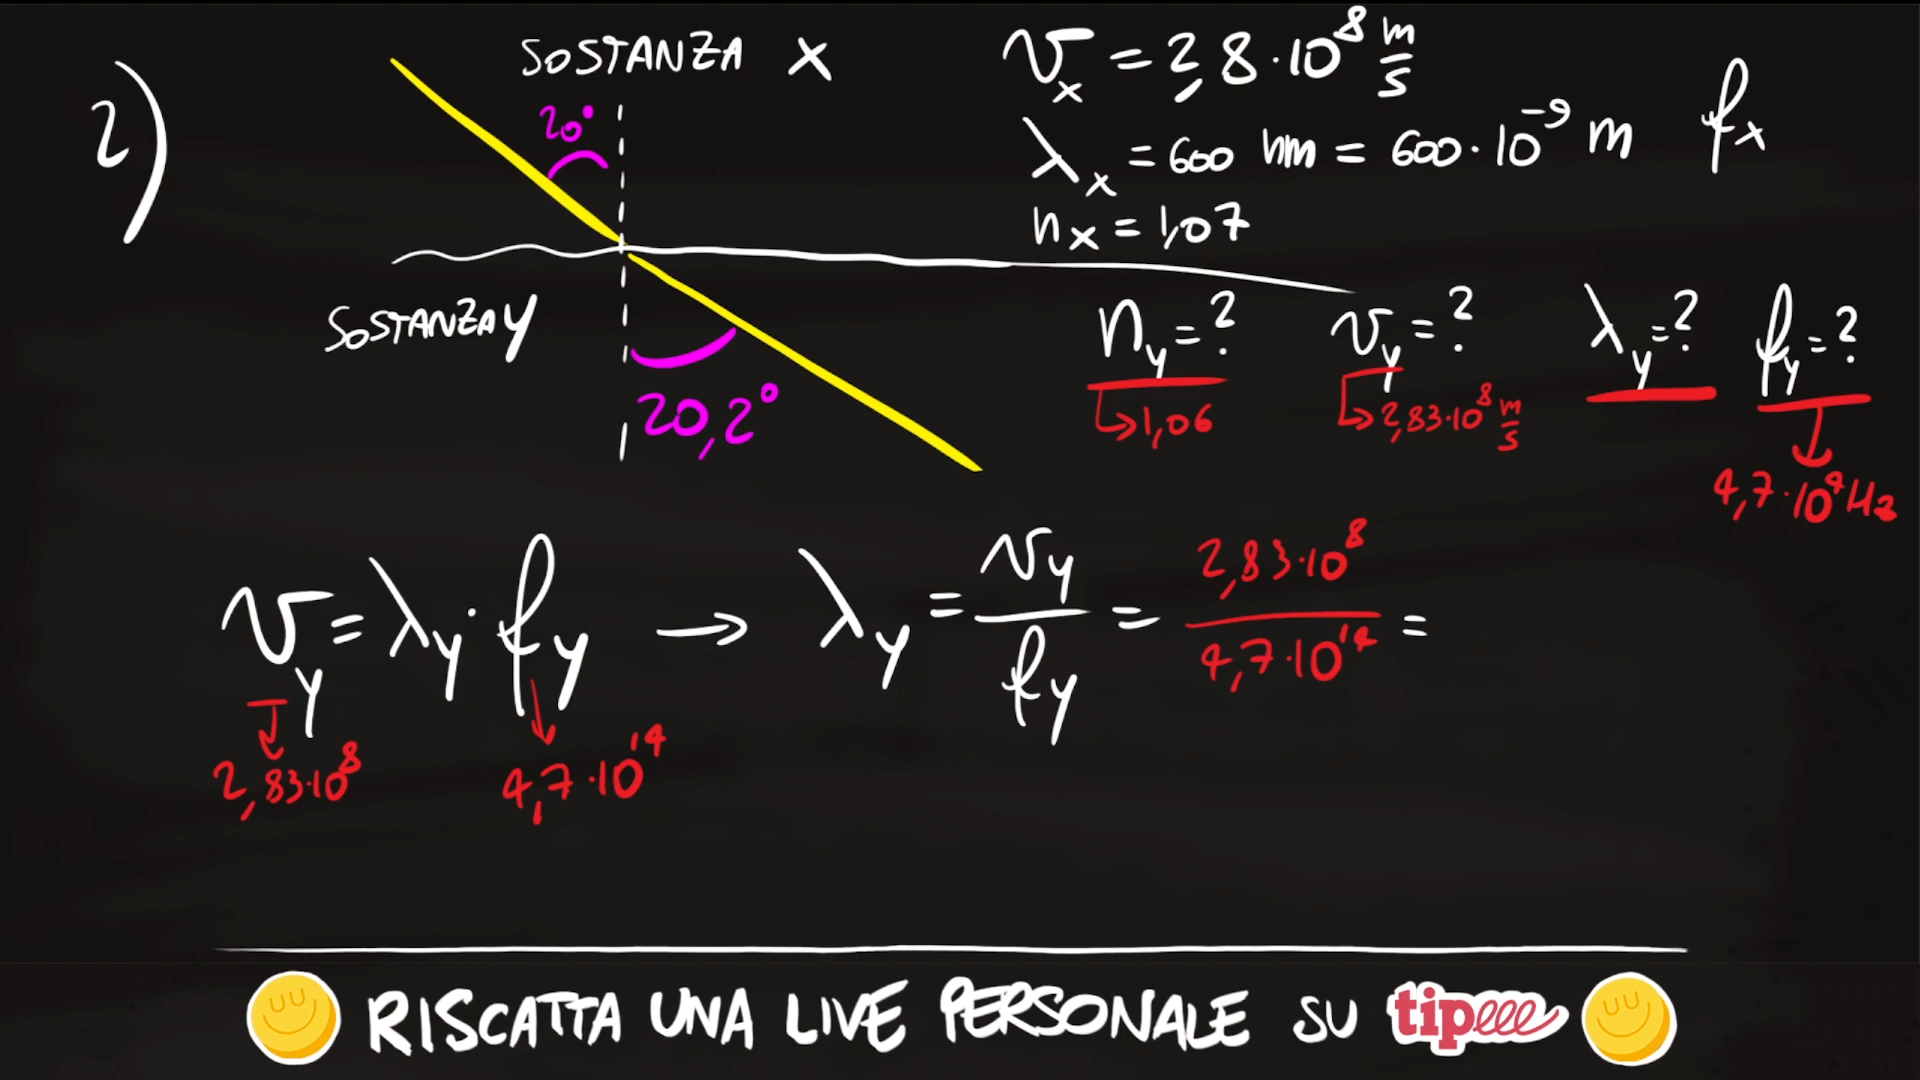 2)
SOSTANZA X
20°
v_x = 2,8·10^8 m/s
λ_x = 600 nm = 600·10^-9 m
f_x
n_x = 1,07
SOSTANZA Y
20,2°
n_y = ?
↳ 1,06
v_y = ?
↳ 2,83·10^8 m/s
λ_y = ?
f_y = ?
4,7·10^4 Hz
v_y = λ_y · f_y → λ_y = v_y / f_y = 2,83·10^8 / 4,7·10^14 =
2,83·10^8
4,7·10^14
RISCATTA UNA LIVE PERSONALE SU tipeee